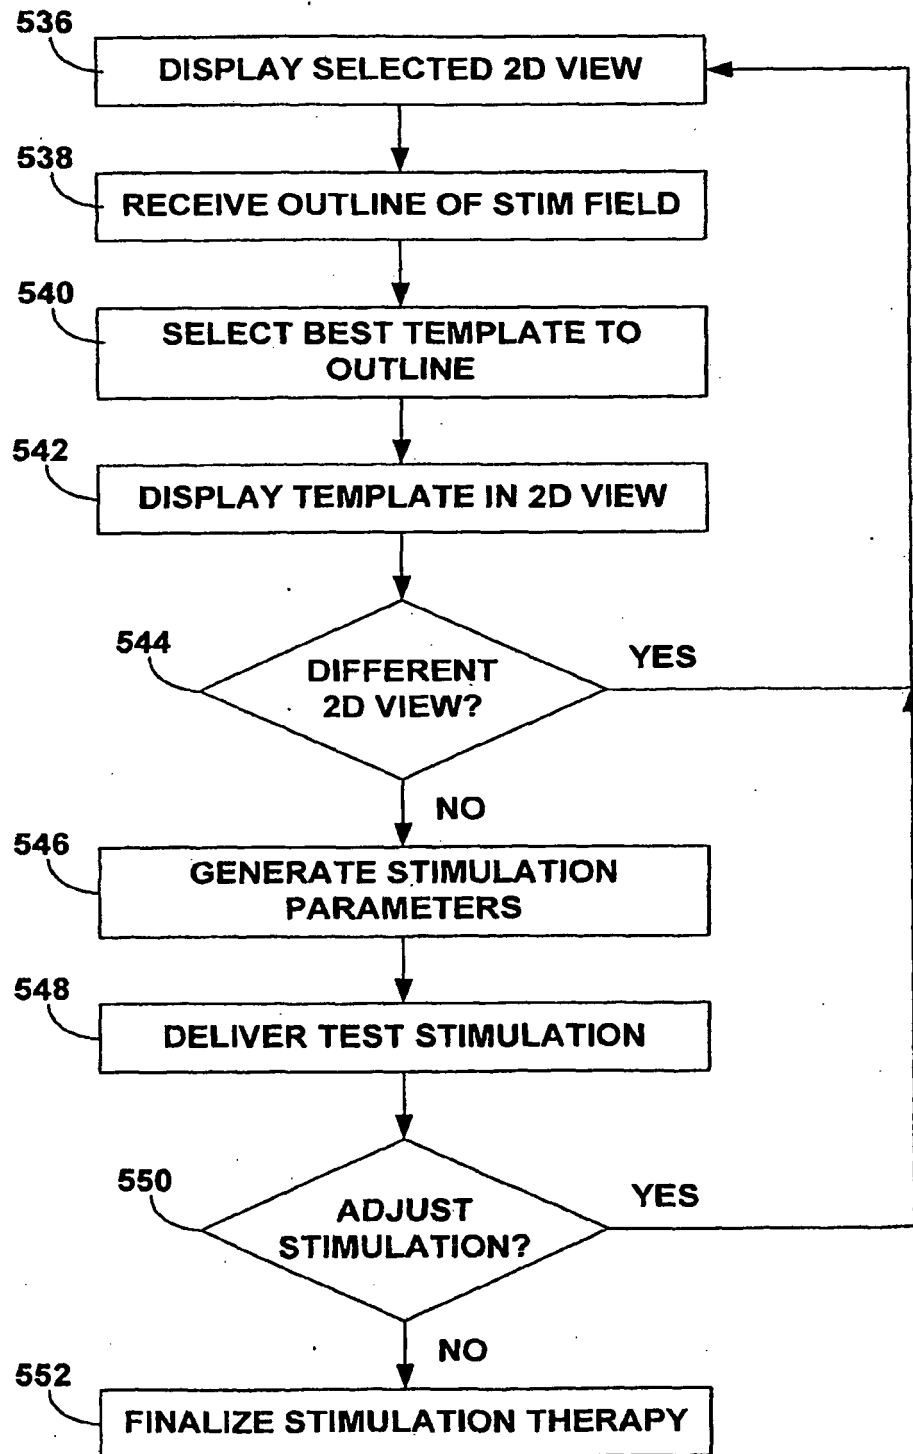 536
DISPLAY SELECTED 2D VIEW
538
RECEIVE OUTLINE OF STIM FIELD
540
SELECT BEST TEMPLATE TO
OUTLINE
542
DISPLAY TEMPLATE IN 2D VIEW
544
DIFFERENT
2D VIEW?
YES
NO
546
GENERATE STIMULATION
PARAMETERS
548
DELIVER TEST STIMULATION
550
ADJUST
STIMULATION?
YES
NO
552
FINALIZE STIMULATION THERAPY